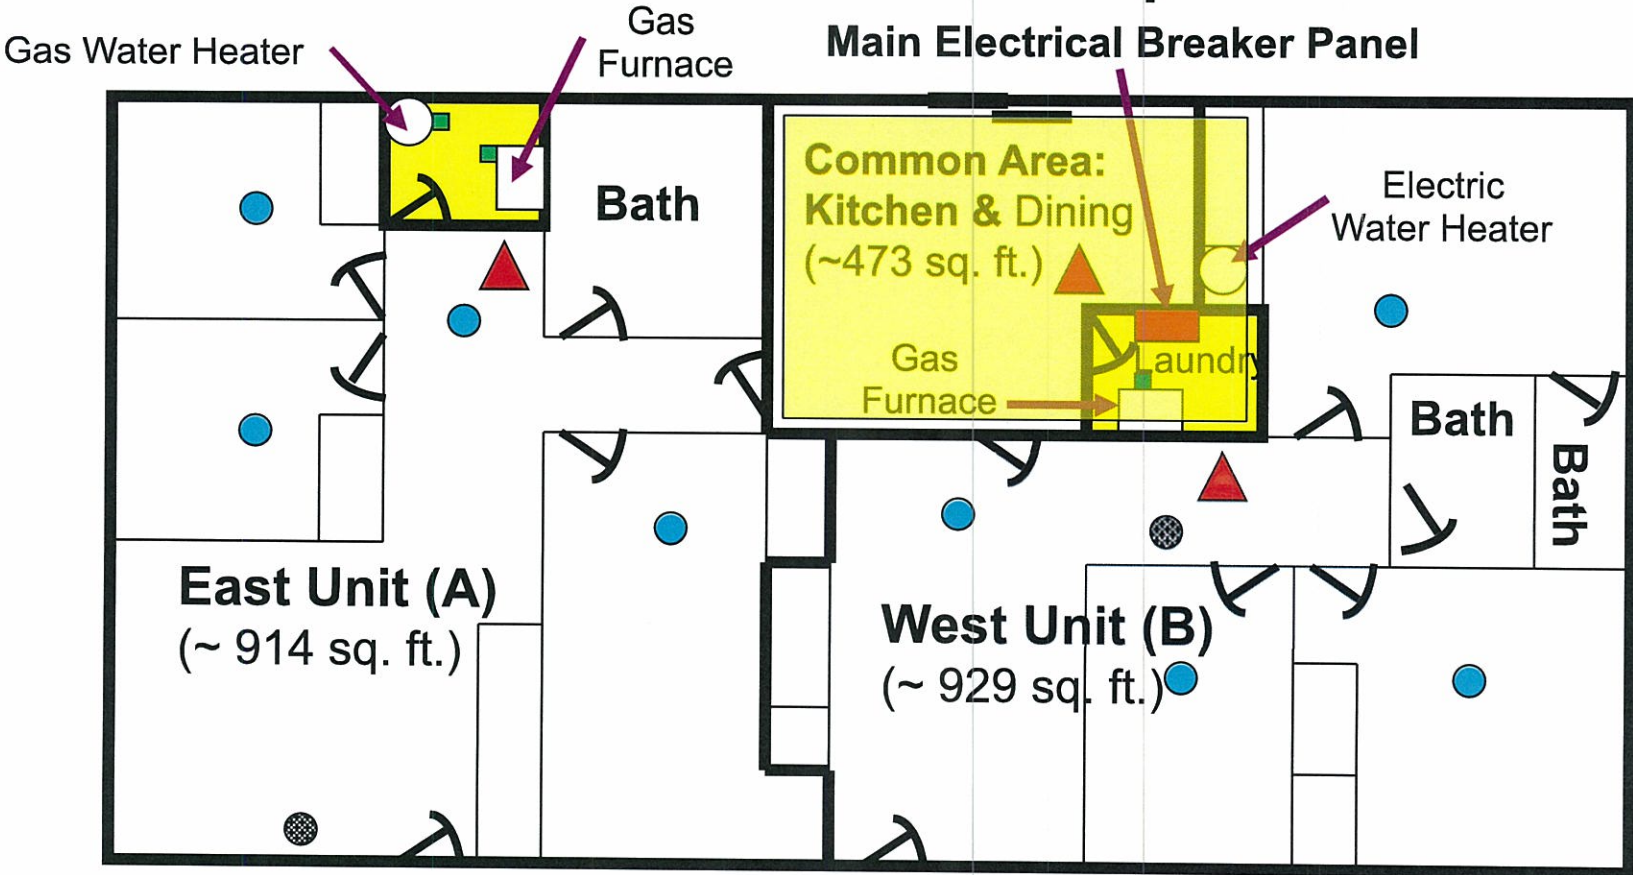 Gas Water Heater
Gas
Furnace
Main Electrical Breaker Panel
Bath
Common Area:
Kitchen & Dining
(~473 sq. ft.)
Electric
Water Heater
Gas
Furnace
Laundry
Bath
Bath
East Unit (A)
(~ 914 sq. ft.)
West Unit (B)
(~ 929 sq. ft.)